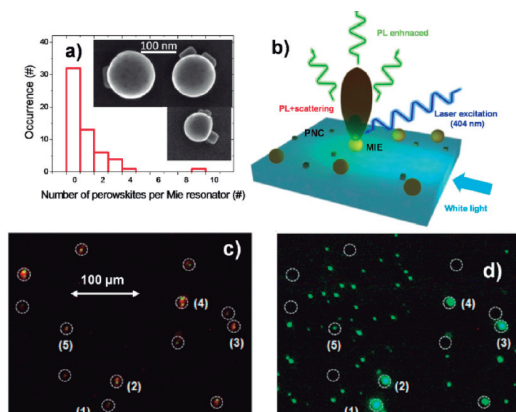 a)
100 nm
Occurrence (#)
40
30
20
10
0
0 2 4 6 8 10
Number of perowskites per Mie resonator (#)
b)
PL enhnaced
PL+scattering
Laser excitation
(404 nm)
PNC
MIE
White light
c)
100 µm
(4)
(3)
(5)
(2)
(1)
d)
(4)
(3)
(5)
(2)
(1)